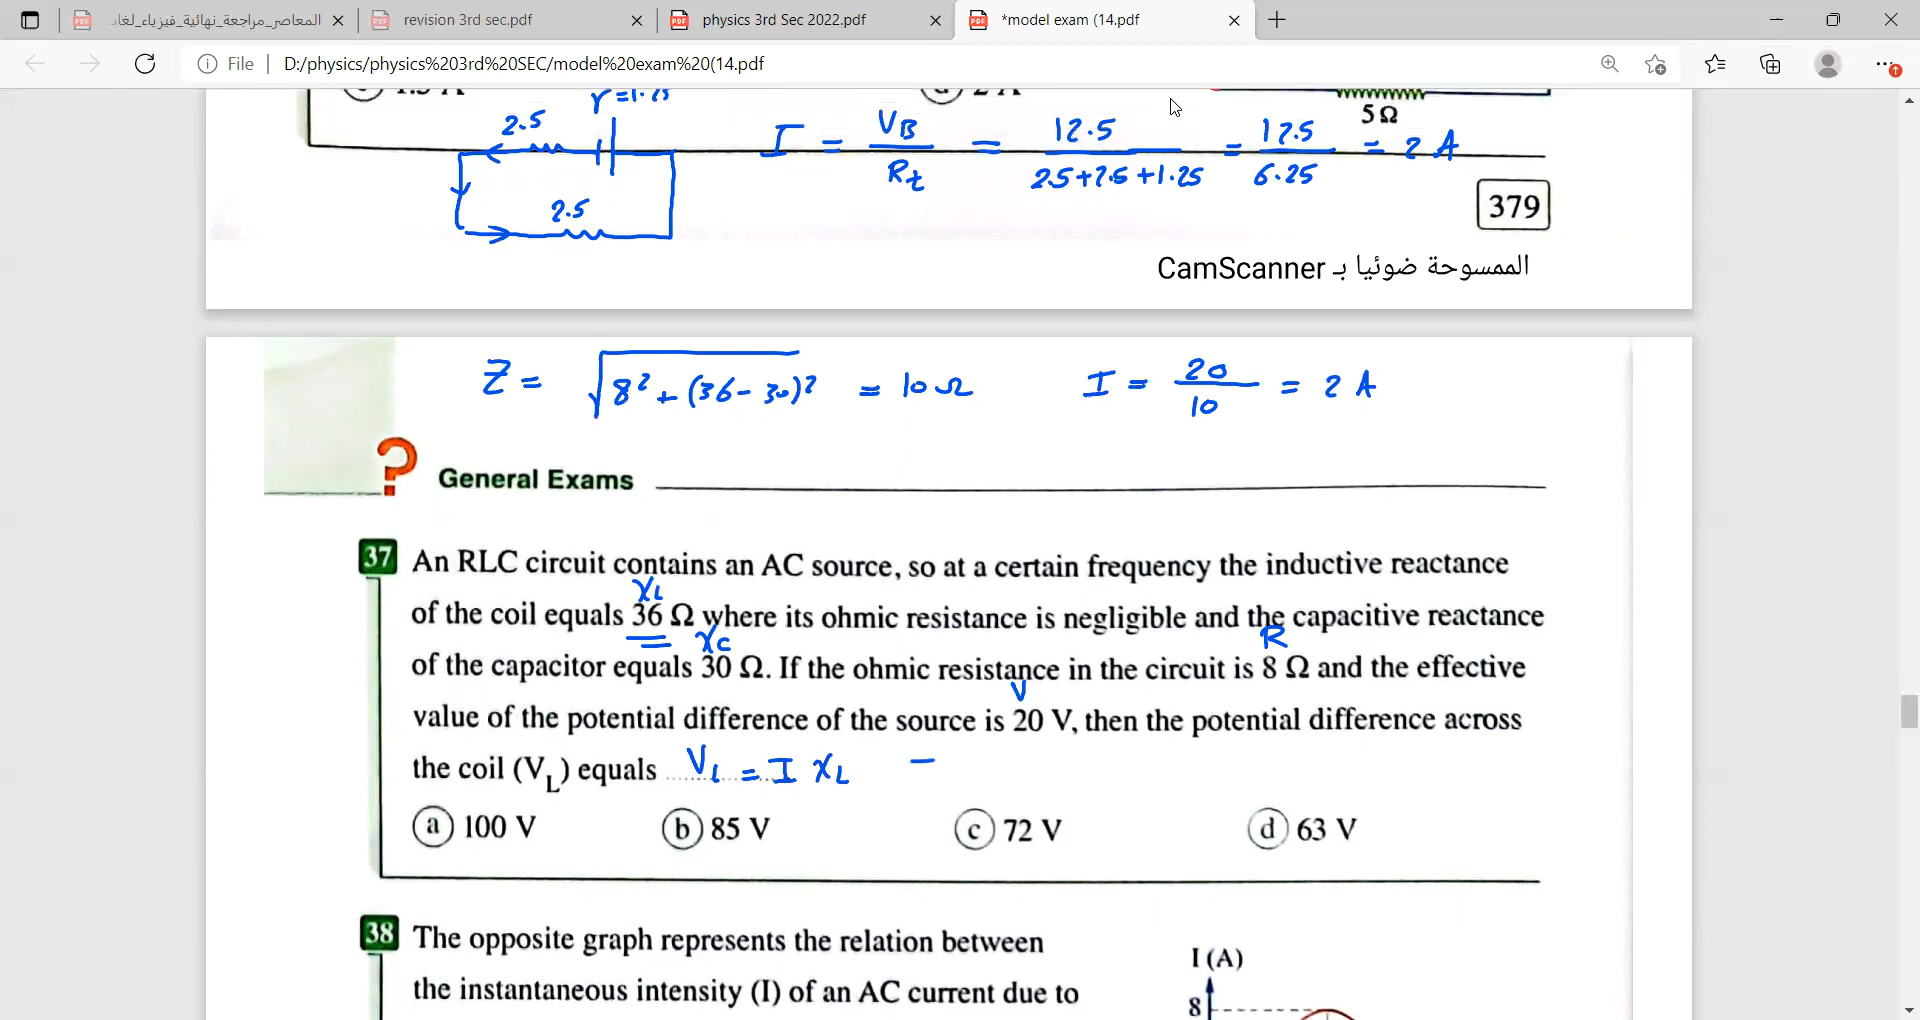 المعاصر_مراجعة_نهائية_فيزياء_لغا..
revision 3rd sec.pdf
physics 3rd Sec 2022.pdf
*model exam (14.pdf
File
D:/physics/physics%203rd%20SEC/model%20exam%20(14.pdf
r = 1.25
5 Ω
2.5
2.5
I = VB / Rt = 12.5 / 2.5+2.5+1.25 = 12.5 / 6.25 = 2 A
379
الممسوحة ضوئيا بـ CamScanner
Z = √8² + (36 - 30)² = 10 Ω
I = 20 / 10 = 2 A
?
General Exams
37 An RLC circuit contains an AC source, so at a certain frequency the inductive reactance
XL
of the coil equals 36 Ω where its ohmic resistance is negligible and the capacitive reactance
XC
R
of the capacitor equals 30 Ω. If the ohmic resistance in the circuit is 8 Ω and the effective
V
value of the potential difference of the source is 20 V, then the potential difference across
the coil (VL) equals ........ VL = I XL –
a 100 V
b 85 V
c 72 V
d 63 V
38 The opposite graph represents the relation between
the instantaneous intensity (I) of an AC current due to
I (A)
8